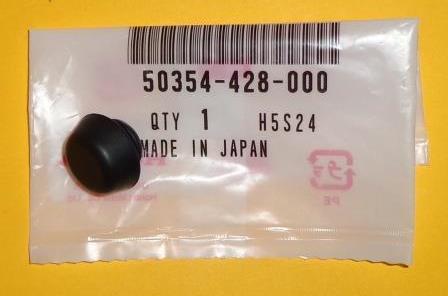 50354-428-000
QTY 1 H5S24
MADE IN JAPAN
プラ
PE